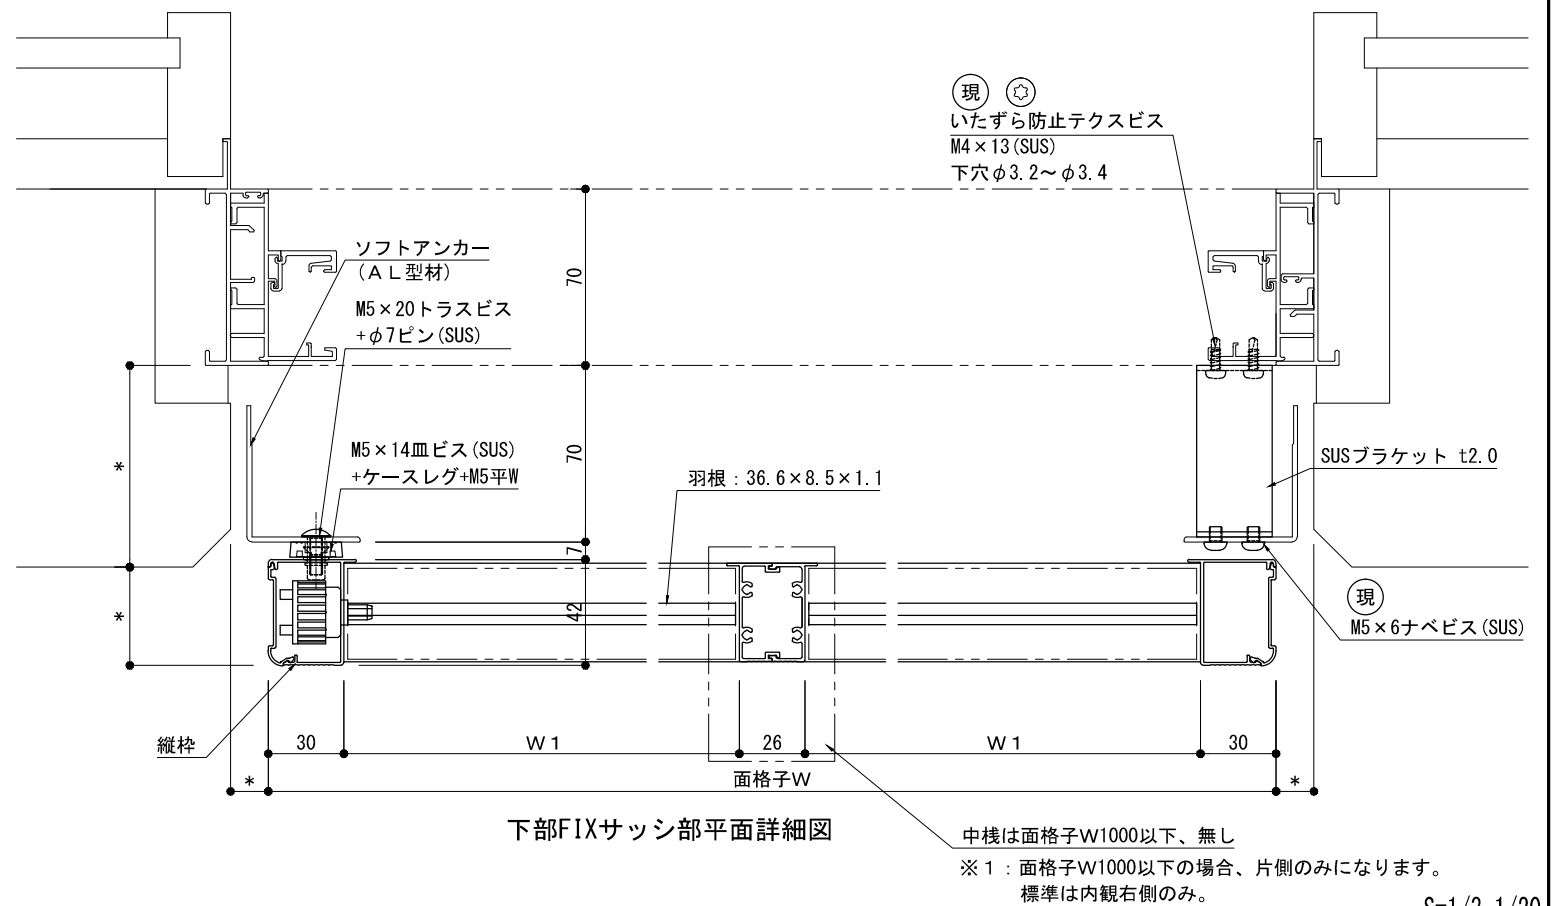 現
いたずら防止テクスビス
M4×13(SUS)
下穴φ3.2～φ3.4
ソフトアンカー
(ＡＬ型材)
M5×20トラスビス
+φ7ピン(SUS)
70
M5×14皿ビス(SUS)
+ケースレグ+M5平W
70
羽根：36.6×8.5×1.1
SUSブラケット t2.0
*
7
*
42
現
M5×6ナベビス(SUS)
縦枠
30
Ｗ１
26
Ｗ１
30
*
面格子Ｗ
*
下部FIXサッシ部平面詳細図
中桟は面格子Ｗ1000以下、無し
※１：面格子Ｗ1000以下の場合、片側のみになります。
標準は内観右側のみ。
S=1/2,1/20